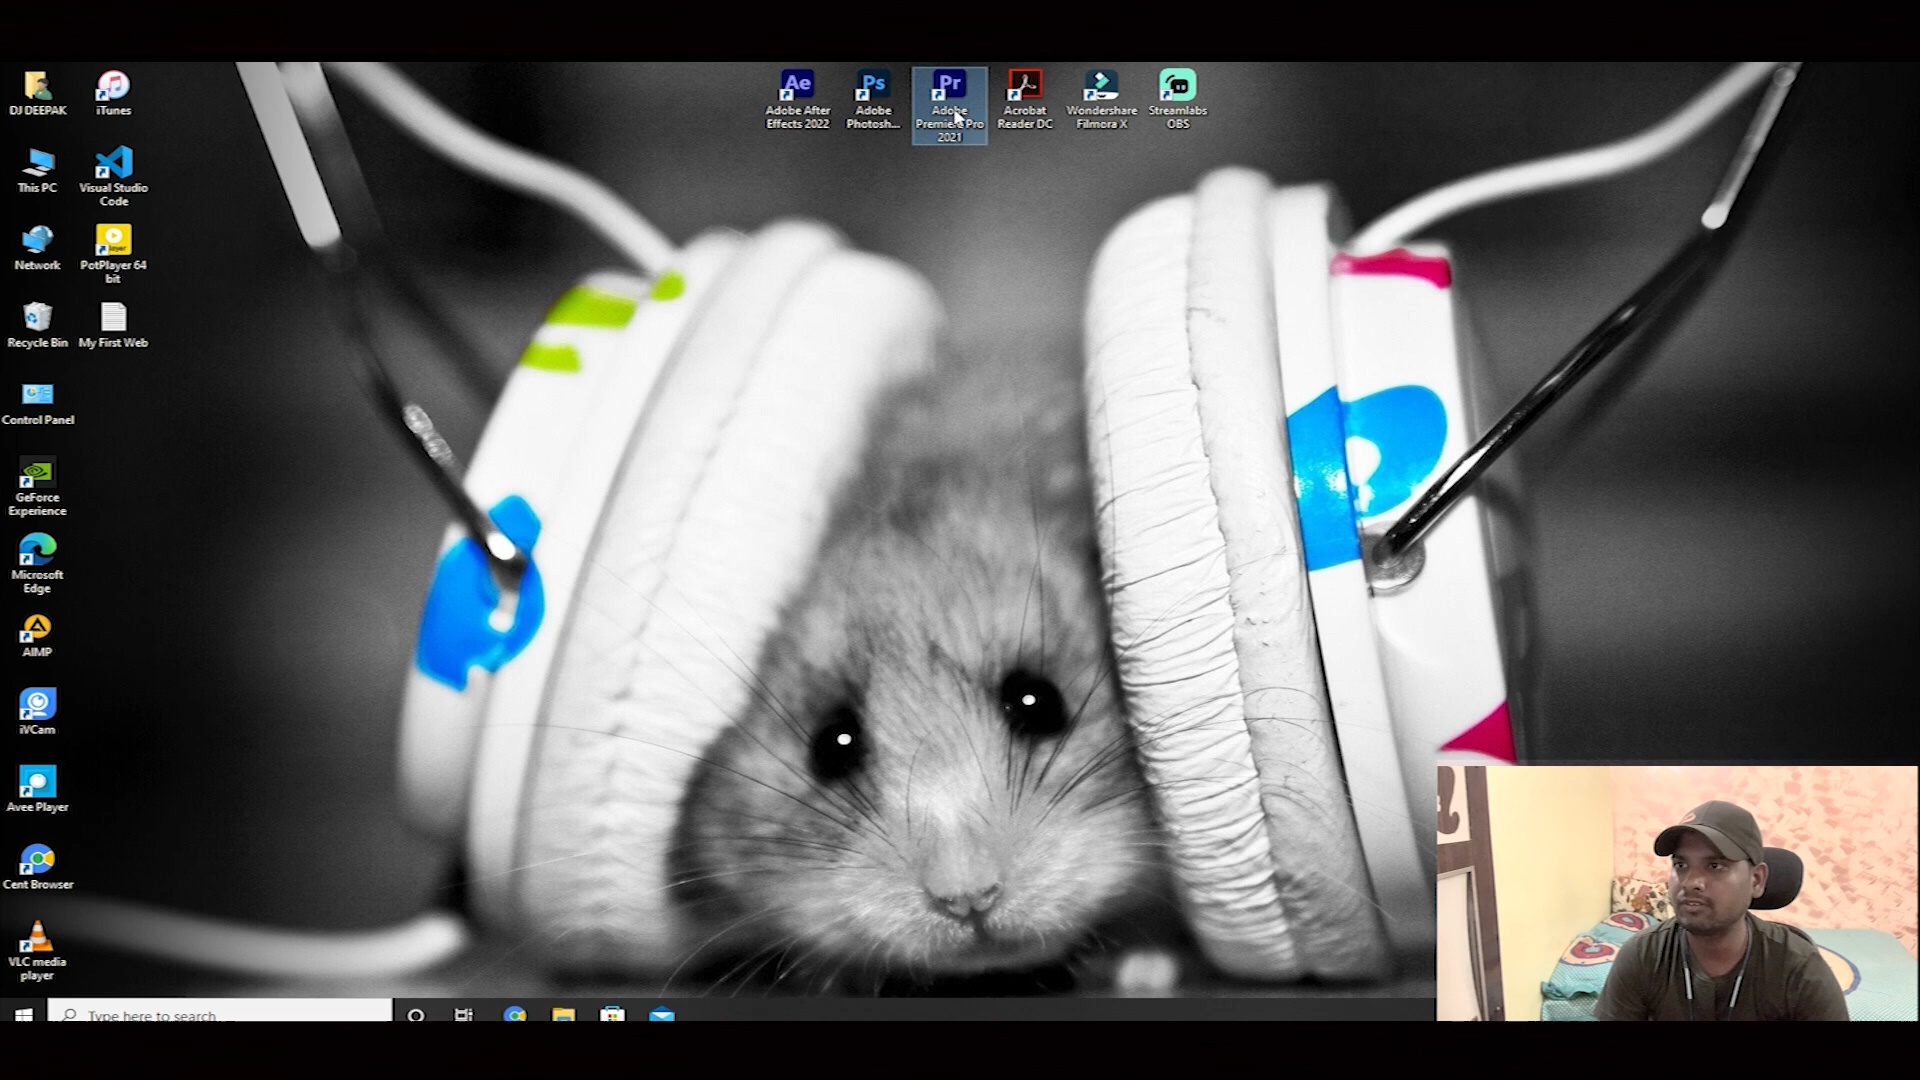 DJ DEEPAK
iTunes
This PC
Visual Studio
Code
Network
PotPlayer 64
bit
Recycle Bin
My First Web
Control Panel
GeForce
Experience
Microsoft
Edge
AIMP
iVCam
Avee Player
Cent Browser
VLC media
player
Ae
Adobe After
Effects 2022
Ps
Adobe
Photosh...
Pr
Adobe
Premiere Pro
2021
Acrobat
Reader DC
Wondershare
Filmora X
Streamlabs
OBS
Type here to search